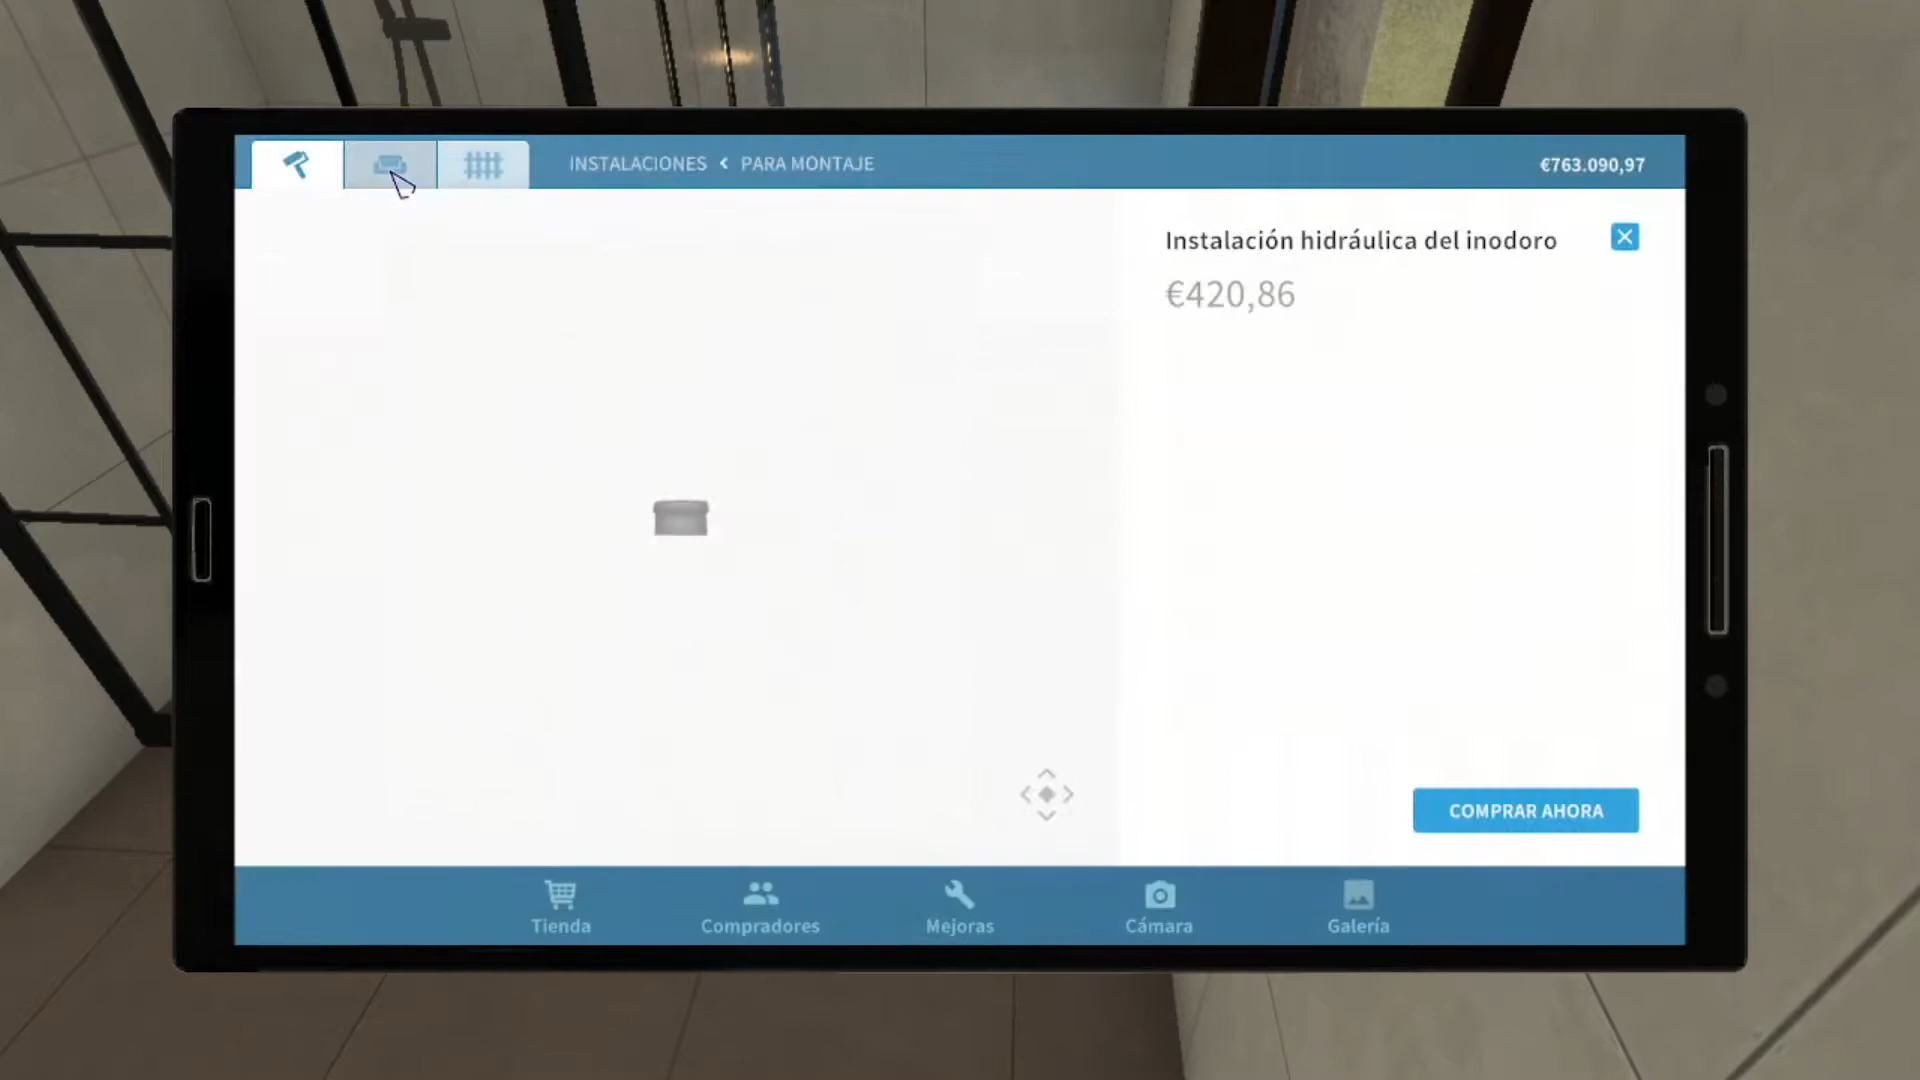 INSTALACIONES < PARA MONTAJE
€763.090,97
Instalación hidráulica del inodoro
€420,86
COMPRAR AHORA
Tienda
Compradores
Mejoras
Cámara
Galería